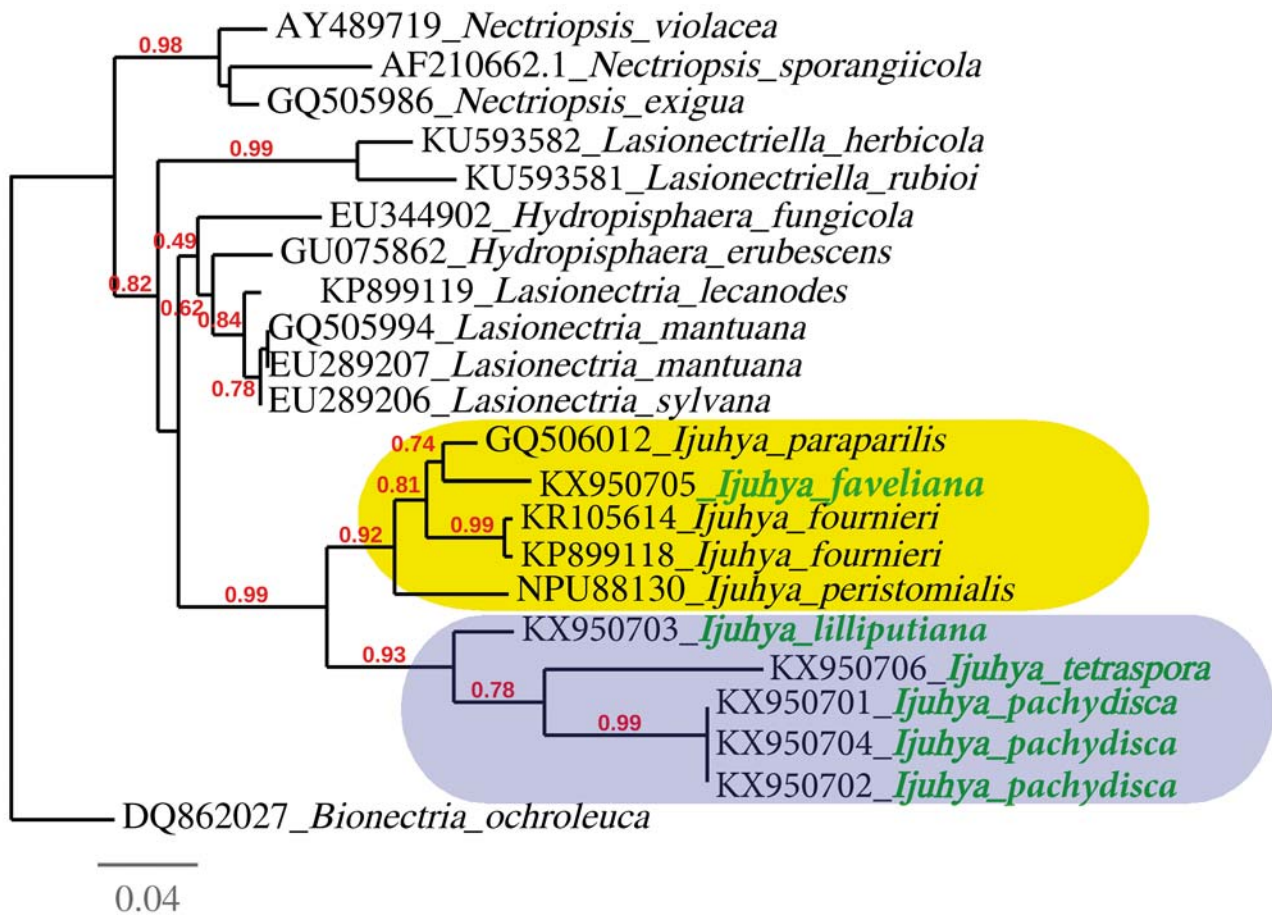 AY489719_Nectriopsis_violacea
0.98
AF210662.1_Nectriopsis_sporangiicola
GQ505986_Nectriopsis_exigua
KU593582_Lasionectriella_herbicola
0.99
KU593581_Lasionectriella_rubioi
EU344902_Hydropisphaera_fungicola
0.49
GU075862_Hydropisphaera_erubescens
0.82
KP899119_Lasionectria_lecanodes
0.62
0.84
GQ505994_Lasionectria_mantuana
EU289207_Lasionectria_mantuana
0.78
EU289206_Lasionectria_sylvana
0.74
GQ506012_Ijuhya_paraparilis
0.81
KX950705_Ijuhya_faveliana
0.99
KR105614_Ijuhya_fournieri
0.92
KP899118_Ijuhya_fournieri
0.99
NPU88130_Ijuhya_peristomialis
KX950703_Ijuhya_lilliputiana
0.93
KX950706_Ijuhya_tetraspora
0.78
KX950701_Ijuhya_pachydisca
0.99
KX950704_Ijuhya_pachydisca
KX950702_Ijuhya_pachydisca
DQ862027_Bionectria_ochroleuca
0.04